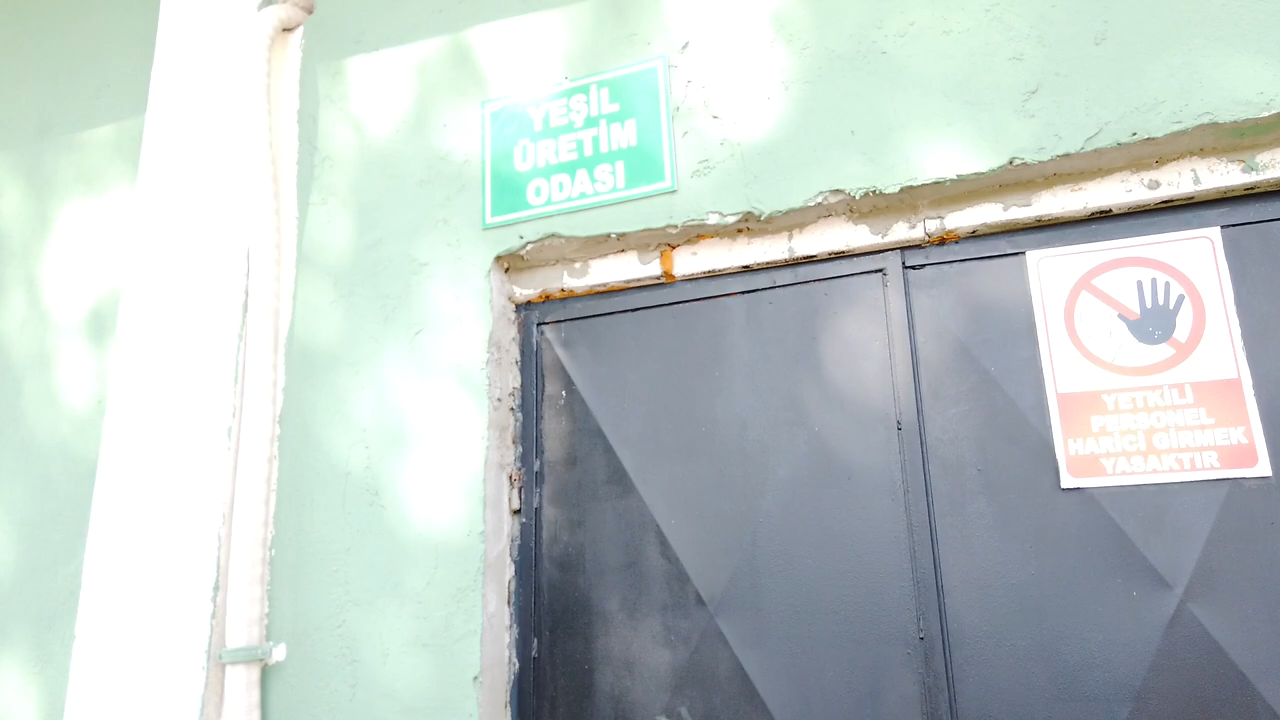 YEŞİL
ÜRETİM
ODASI
YETKİLİ
PERSONEL
HARİCİ GİRMEK
YASAKTIR